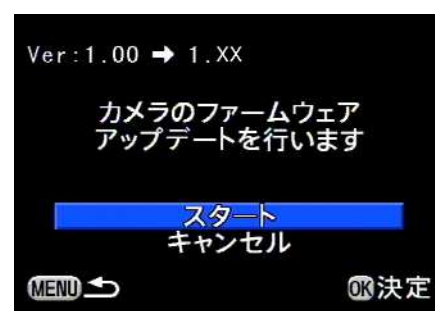 Ver:1.00 → 1.XX
カメラのファームウェア
アップデートを行います
スタート
キャンセル
MENU OK決定